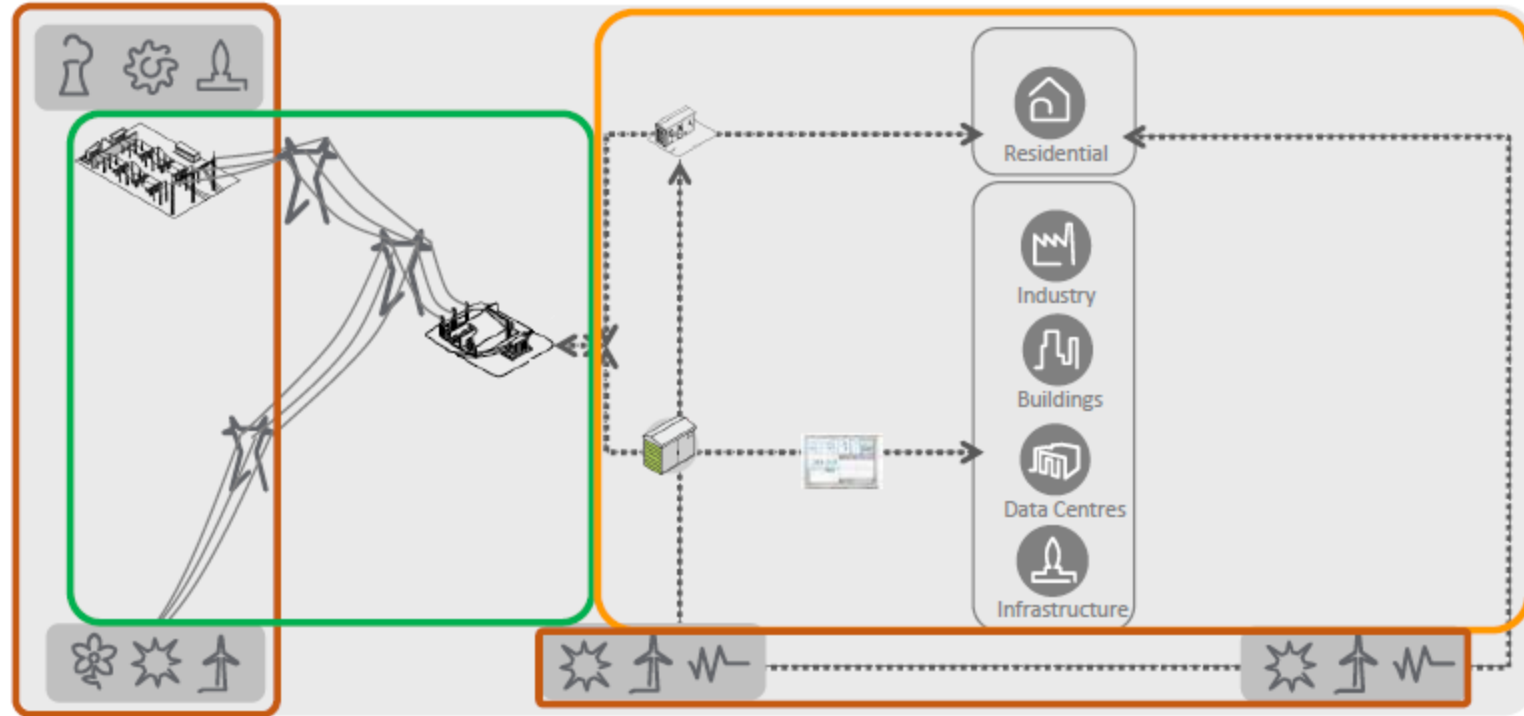 Residential
Industry
Buildings
Data Centres
Infrastructure